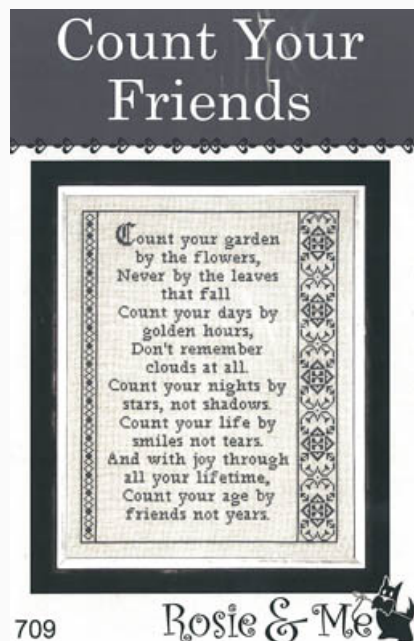 Count Your
Friends
Count your garden
by the flowers,
Never by the leaves
that fall
Count your days by
golden hours,
Don't remember
clouds at all.
Count your nights by
stars, not shadows.
Count your life by
smiles not tears.
And with joy through
all your lifetime,
Count your age by
friends not years.
709
Rosie & Me